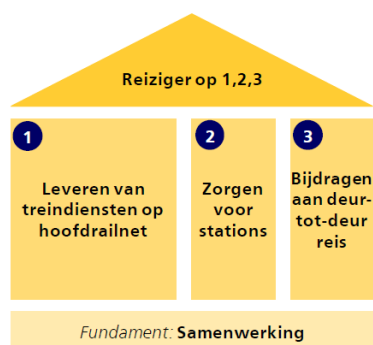 Reiziger op 1,2,3
1
Leveren van
treindiensten op
hoofdrailnet
2
Zorgen
voor
stations
3
Bijdragen
aan deur-
tot-deur
reis
Fundament: Samenwerking